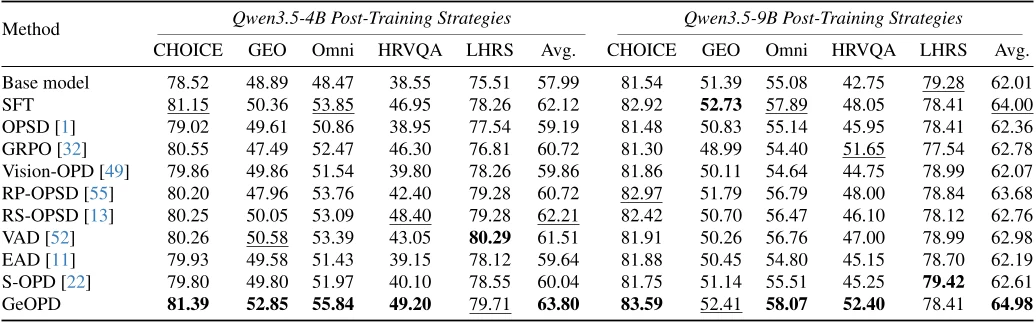 Method Qwen3.5-4B Post-Training Strategies Qwen3.5-9B Post-Training Strategies
CHOICE GEO Omni HRVQA LHRS Avg. CHOICE GEO Omni HRVQA LHRS Avg.
Base model 78.52 48.89 48.47 38.55 75.51 57.99 81.54 51.39 55.08 42.75 79.28 62.01
SFT 81.15 50.36 53.85 46.95 78.26 62.12 82.92 52.73 57.89 48.05 78.41 64.00
OPSD [1] 79.02 49.61 50.86 38.95 77.54 59.19 81.48 50.83 55.14 45.95 78.41 62.36
GRPO [32] 80.55 47.49 52.47 46.30 76.81 60.72 81.30 48.99 54.40 51.65 77.54 62.78
Vision-OPD [49] 79.86 49.86 51.54 39.80 78.26 59.86 81.86 50.11 54.64 44.75 78.99 62.07
RP-OPSD [55] 80.20 47.96 53.76 42.40 79.28 60.72 82.97 51.79 56.79 48.00 78.84 63.68
RS-OPSD [13] 80.25 50.05 53.09 48.40 79.28 62.21 82.42 50.70 56.47 46.10 78.12 62.76
VAD [52] 80.26 50.58 53.39 43.05 80.29 61.51 81.91 50.26 56.76 47.00 78.99 62.98
EAD [11] 79.93 49.58 51.43 39.15 78.12 59.64 81.88 50.45 54.80 45.15 78.70 62.19
S-OPD [22] 79.80 49.80 51.97 40.10 78.55 60.04 81.75 51.14 55.51 45.25 79.42 62.61
GeOPD 81.39 52.85 55.84 49.20 79.71 63.80 83.59 52.41 58.07 52.40 78.41 64.98